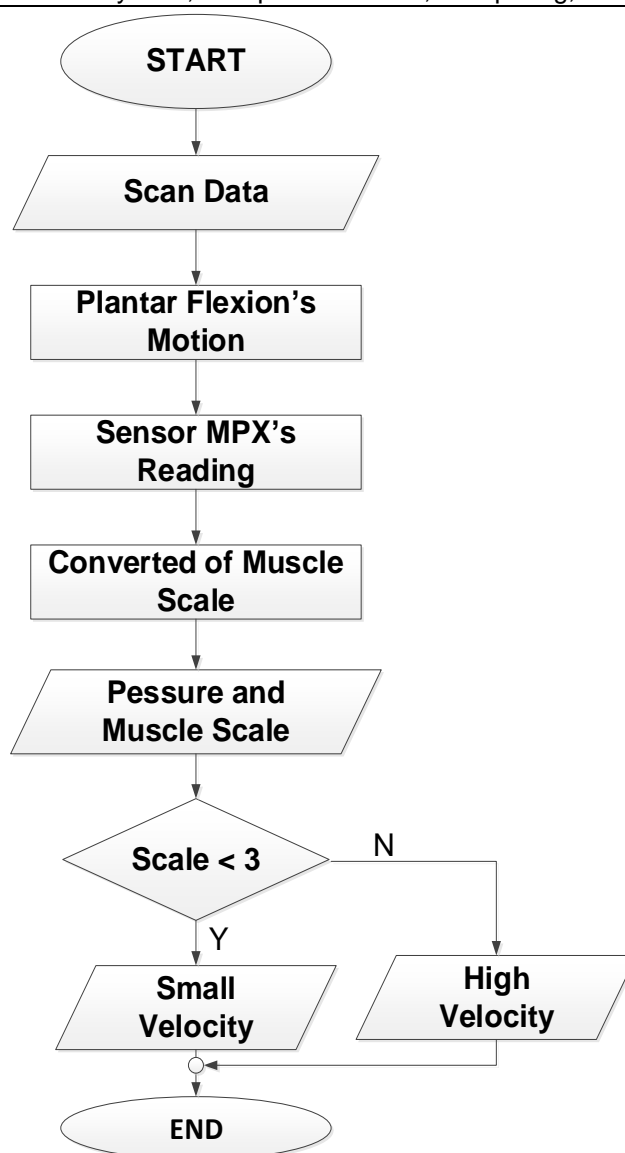 START
Scan Data
Plantar Flexion’s
Motion
Sensor MPX’s
Reading
Converted of Muscle
Scale
Pessure and
Muscle Scale
Scale < 3
N
Y
Small
Velocity
High
Velocity
END